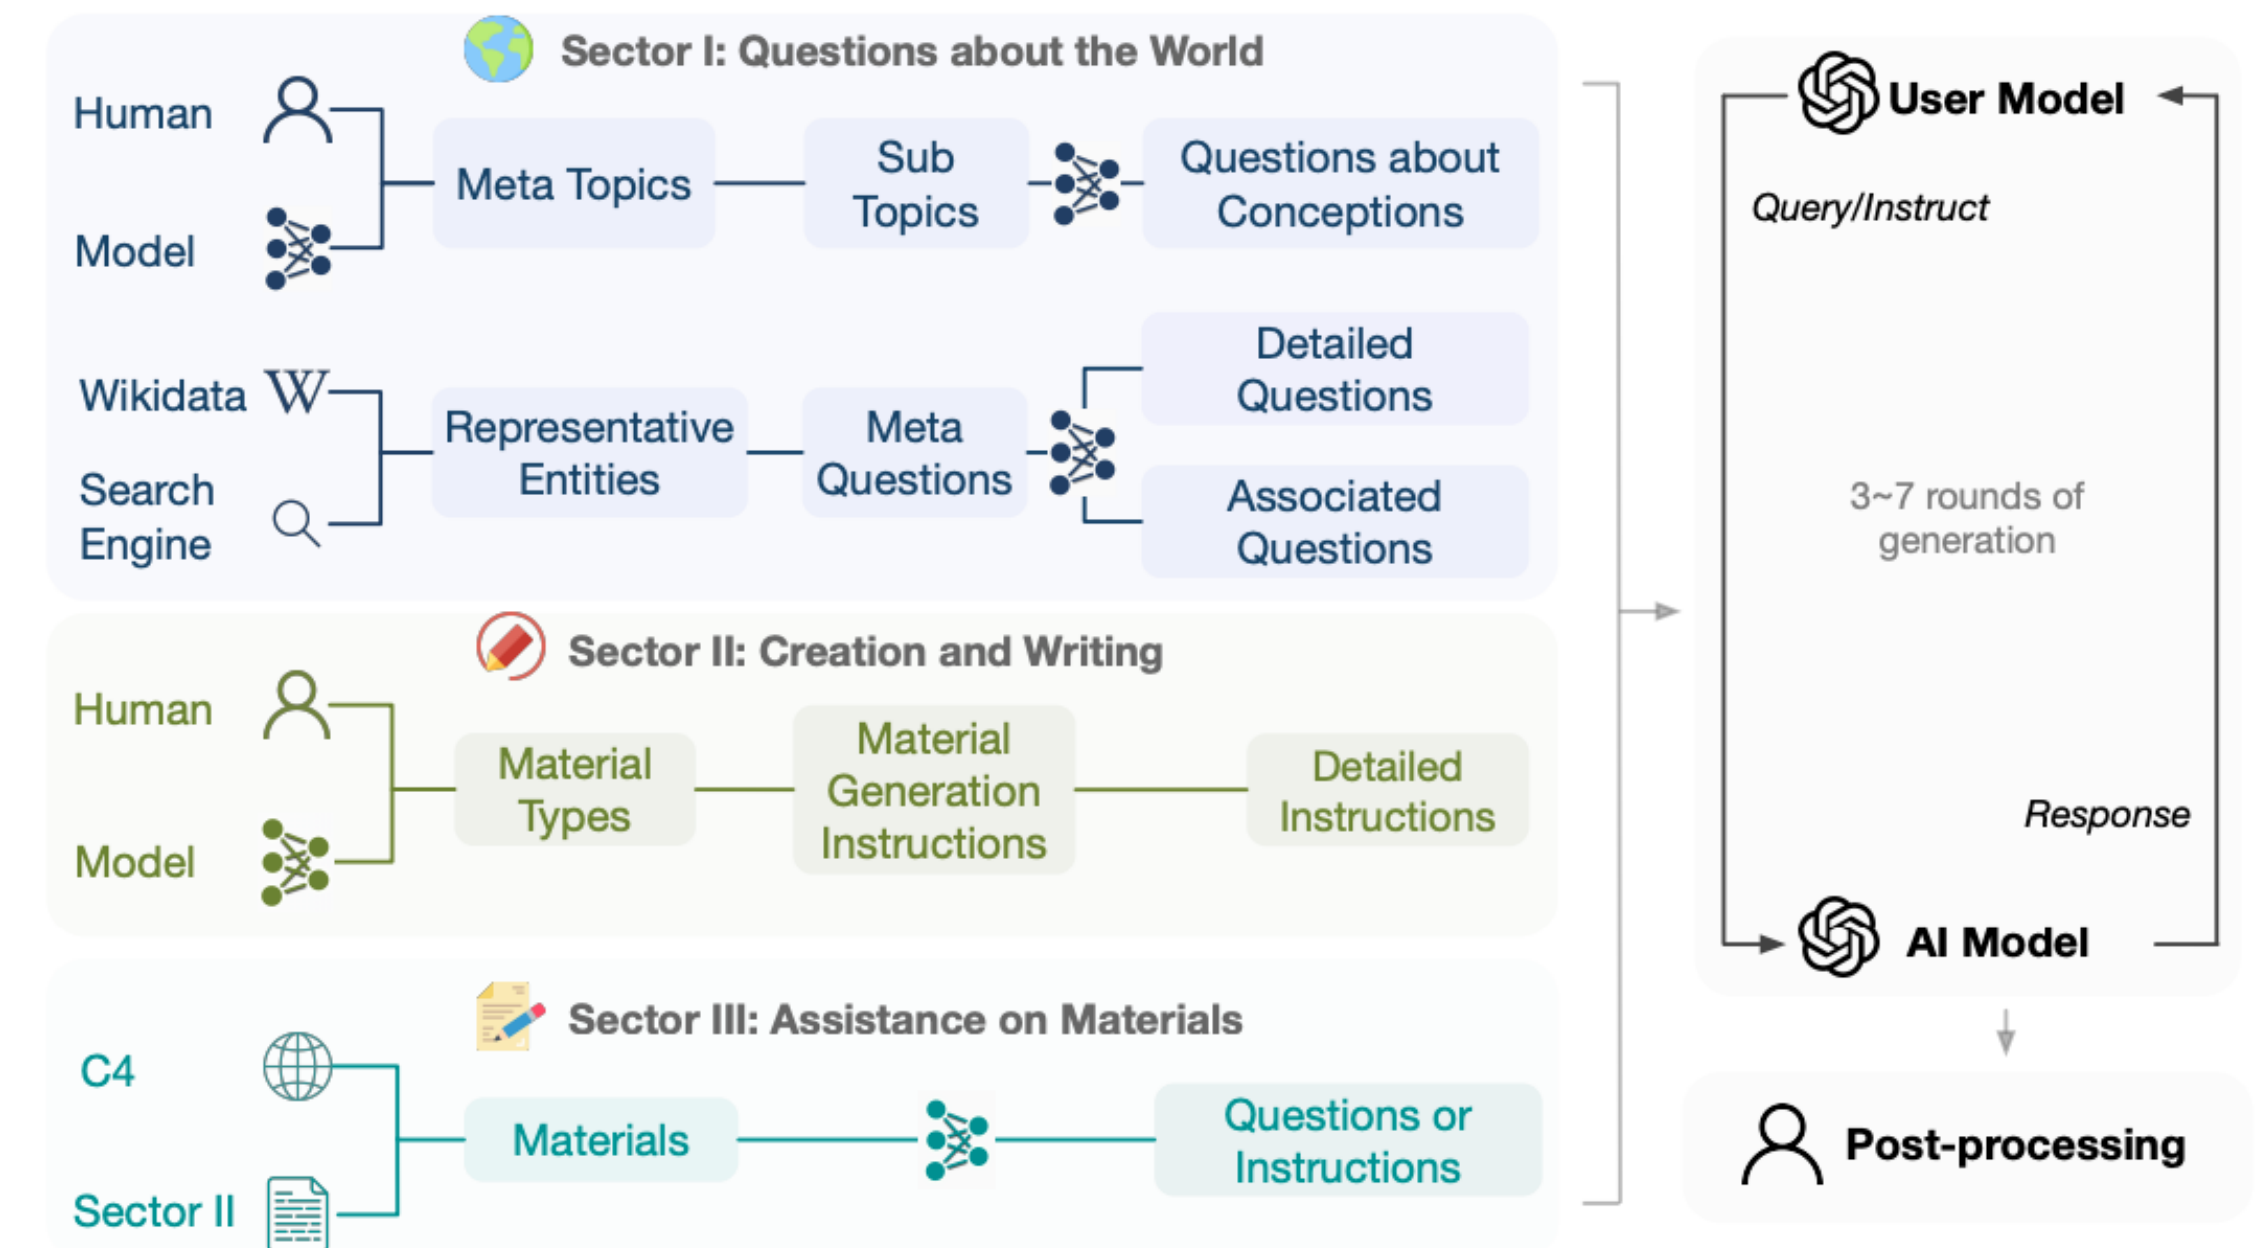 Sector I: Questions about the World
Human
Model
Meta Topics
Sub
Topics
Questions about
Conceptions
Wikidata
W
Search
Engine
Representative
Entities
Meta
Questions
Detailed
Questions
Associated
Questions
Sector II: Creation and Writing
Human
Model
Material
Types
Material
Generation
Instructions
Detailed
Instructions
Sector III: Assistance on Materials
C4
Sector II
Materials
Questions or
Instructions
User Model
Query/Instruct
3~7 rounds of
generation
Response
AI Model
Post-processing